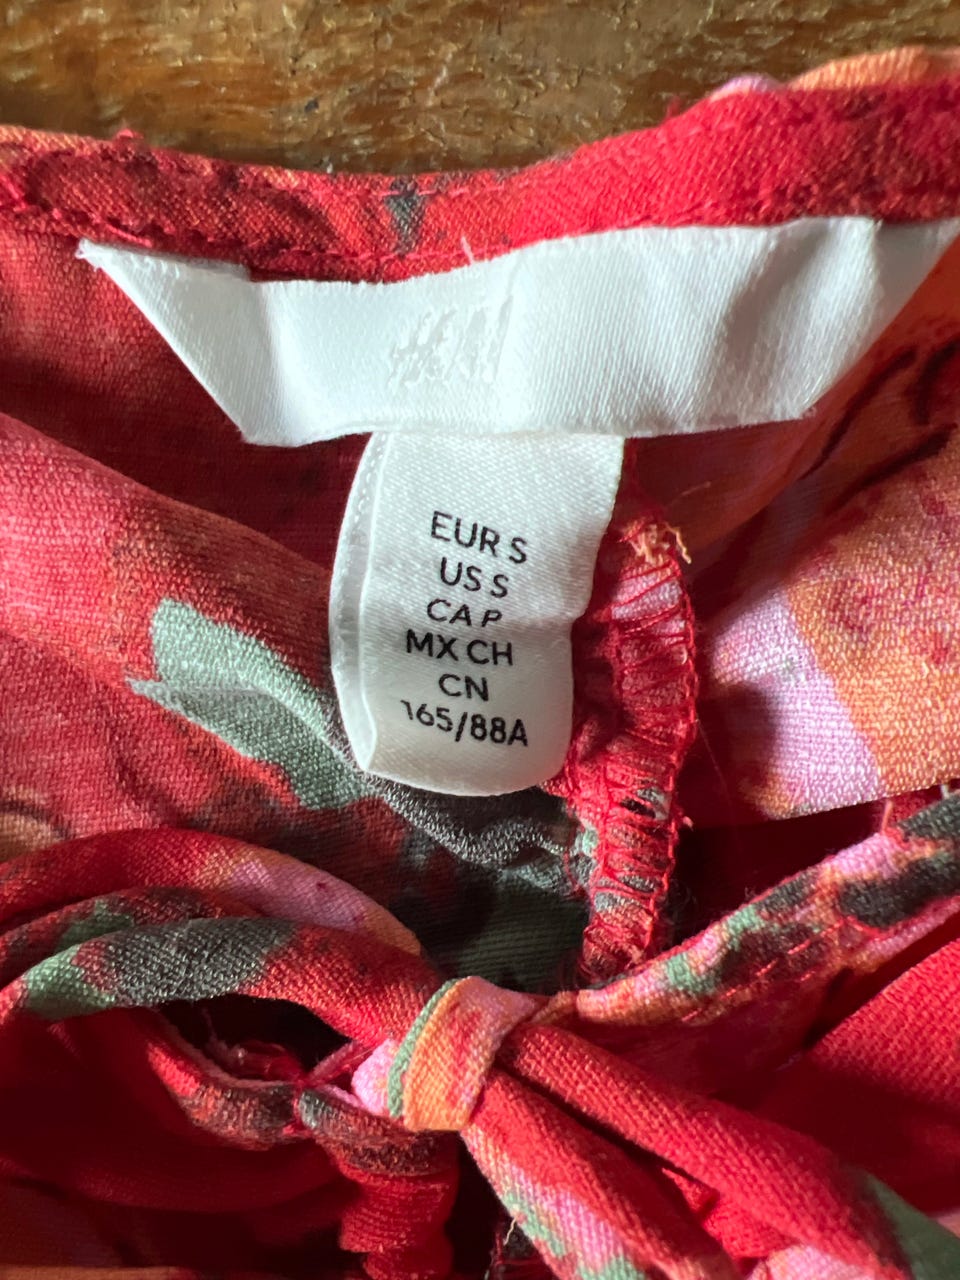 H&M
EUR S
US S
CA P
MX CH
CN
165/88A